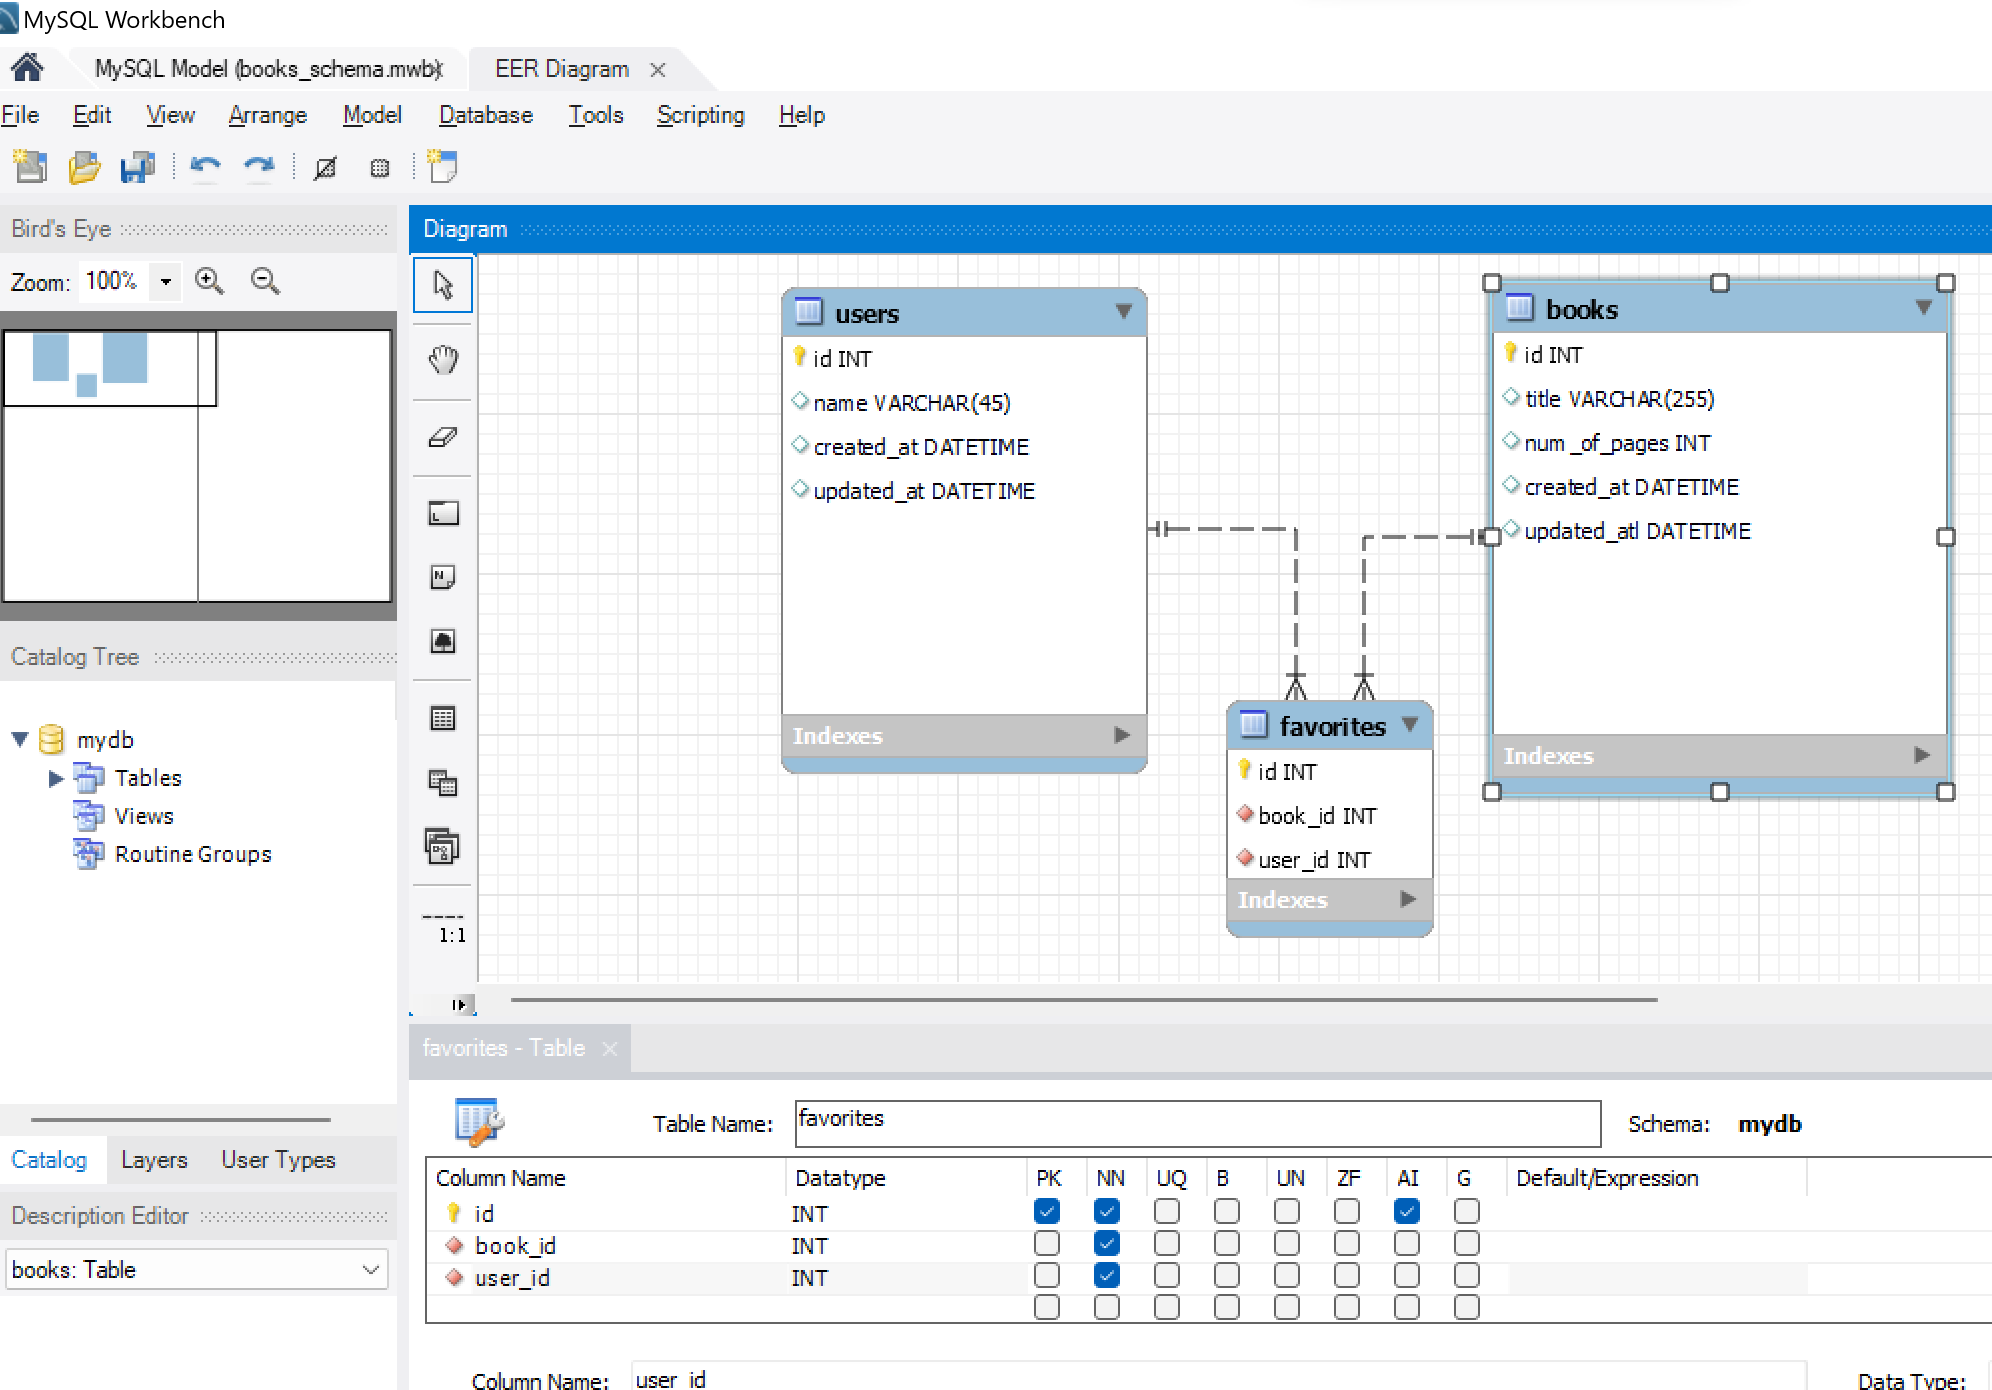 MySQL Workbench
MySQL Model (books_schema.mwb)
EER Diagram
File Edit View Arrange Model Database Tools Scripting Help
Bird's Eye
Zoom: 100%
Catalog Tree
mydb
Tables
Views
Routine Groups
Catalog Layers User Types
Description Editor
books: Table
Diagram
1:1
users
id INT
name VARCHAR(45)
created_at DATETIME
updated_at DATETIME
Indexes
books
id INT
title VARCHAR(255)
num_of_pages INT
created_at DATETIME
updated_atl DATETIME
Indexes
favorites
id INT
book_id INT
user_id INT
Indexes
favorites - Table
Table Name: favorites Schema: mydb
Column Name Datatype PK NN UQ B UN ZF AI G Default/Expression
id INT
book_id INT
user_id INT
Column Name: user_id Data Type: